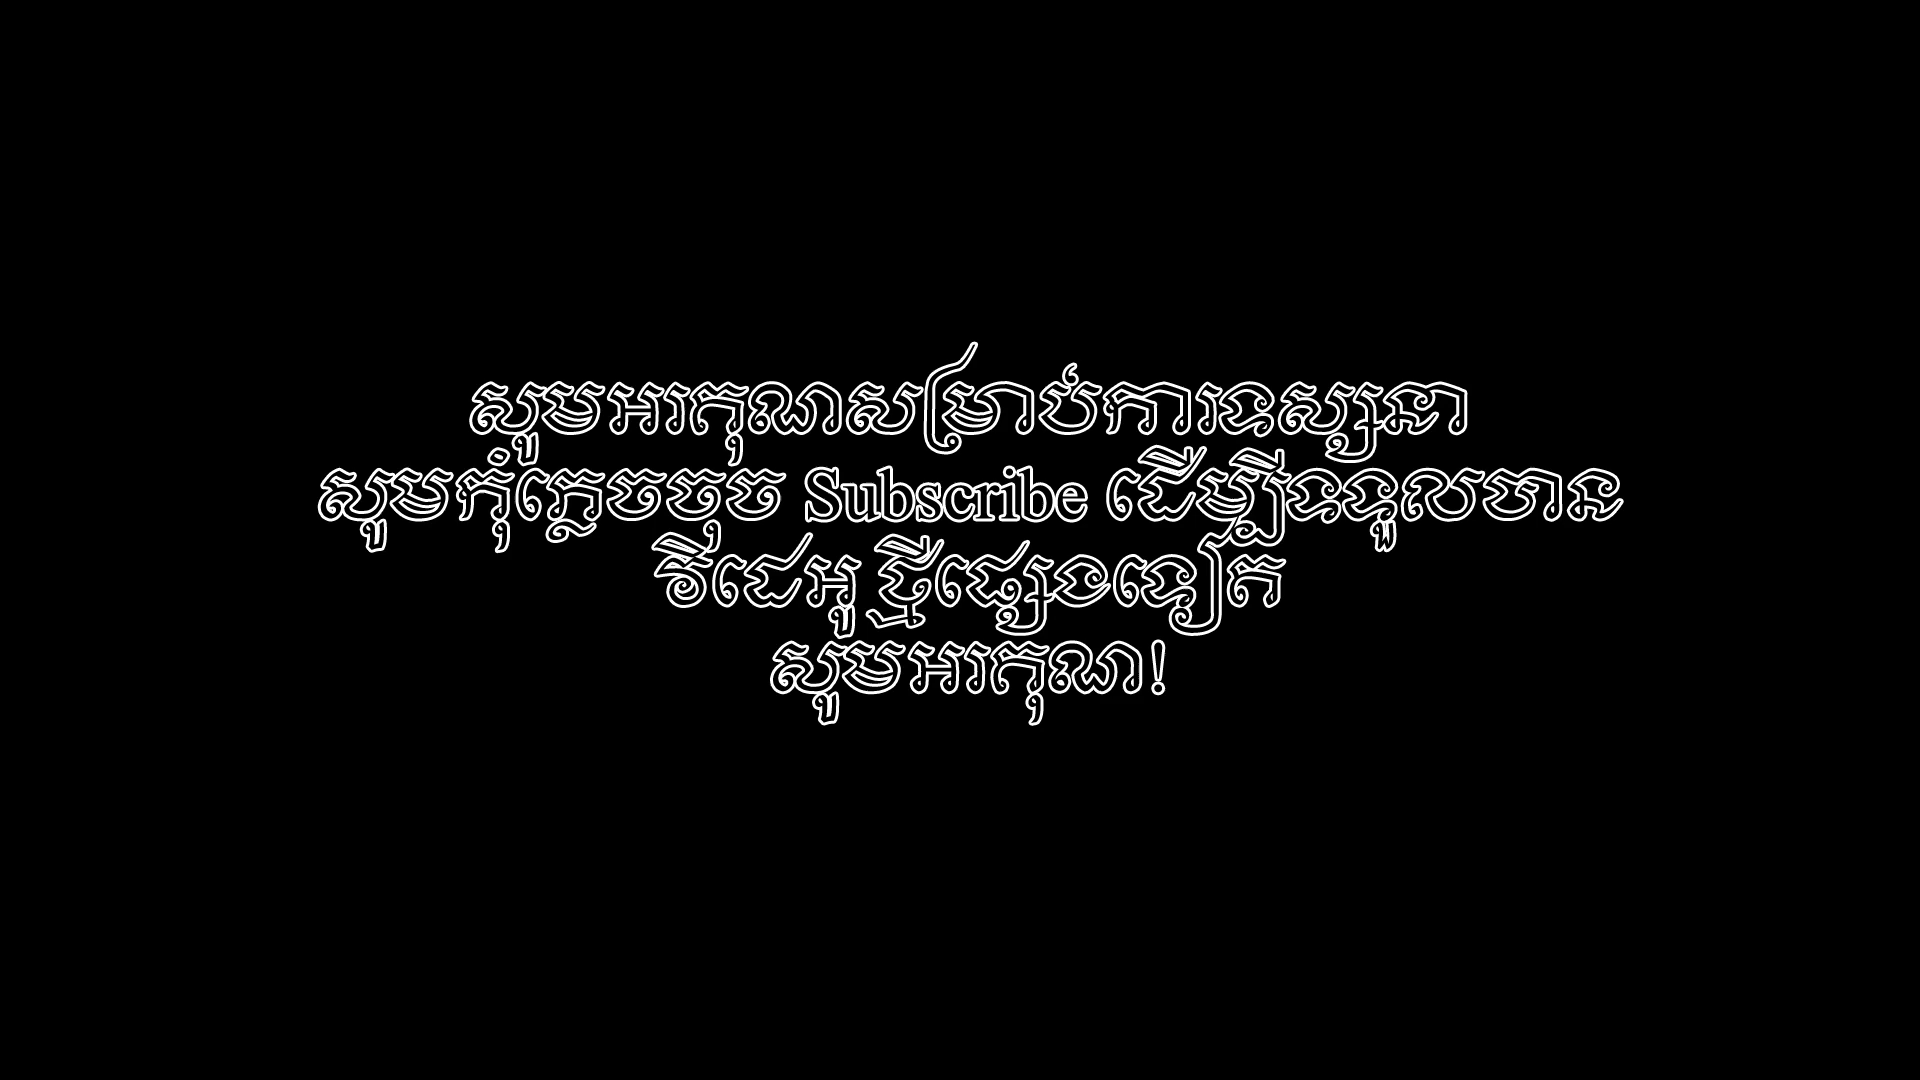 សូមអរគុណសម្រាប់ការទស្សនា
សូមកុំភ្លេចចុច Subscribe ដើម្បីទទួលបាន
វីដេអូ ថ្មីផ្សេងទៀត
សូមអរគុណ!